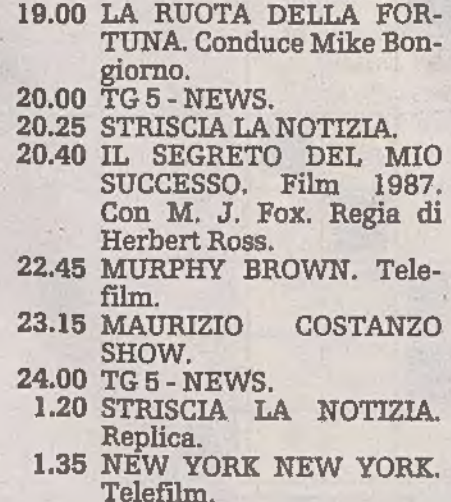 19.00 LA RUOTA DELLA FOR-
TUNA. Conduce Mike Bon-
giorno.
20.00 TG 5 - NEWS.
20.25 STRISCIA LA NOTIZIA.
20.40 IL SEGRETO DEL MIO
SUCCESSO. Film 1987.
Con M. J. Fox. Regia di
Herbert Ross.
22.45 MURPHY BROWN. Tele-
film.
23.15 MAURIZIO COSTANZO
SHOW.
24.00 TG 5 - NEWS.
1.20 STRISCIA LA NOTIZIA.
Replica.
1.35 NEW YORK NEW YORK.
Telefilm.